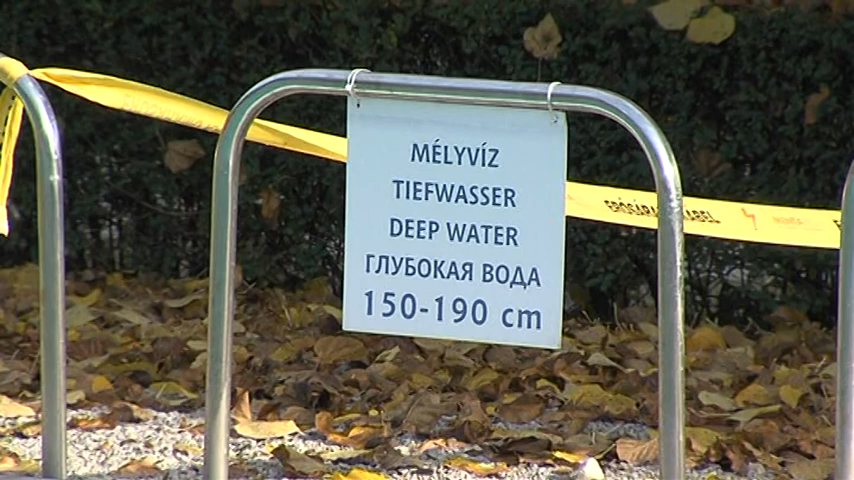 MÉLYVÍZ
TIEFWASSER
DEEP WATER
ГЛУБОКАЯ ВОДА
150-190 cm